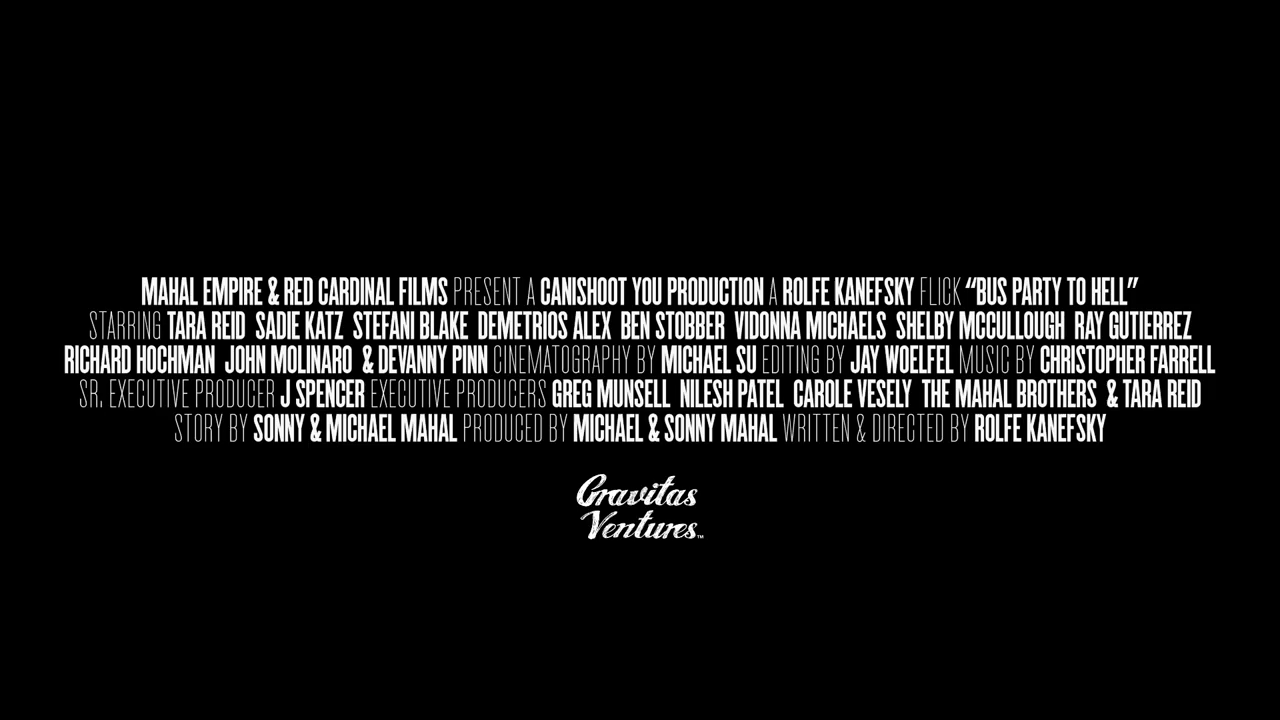 MAHAL EMPIRE & RED CARDINAL FILMS PRESENT A CANISHOOT YOU PRODUCTION A ROLFE KANEFSKY FLICK “BUS PARTY TO HELL”
STARRING TARA REID SADIE KATZ STEFANI BLAKE DEMETRIOS ALEX BEN STOBBER VIDONNA MICHAELS SHELBY MCCULLOUGH RAY GUTIERREZ
RICHARD HOCHMAN JOHN MOLINARO & DEVANNY PINN CINEMATOGRAPHY BY MICHAEL SU EDITING BY JAY WOELFEL MUSIC BY CHRISTOPHER FARRELL
SR. EXECUTIVE PRODUCER J SPENCER EXECUTIVE PRODUCERS GREG MUNSELL NILESH PATEL CAROLE VESELY THE MAHAL BROTHERS & TARA REID
STORY BY SONNY & MICHAEL MAHAL PRODUCED BY MICHAEL & SONNY MAHAL WRITTEN & DIRECTED BY ROLFE KANEFSKY
Gravitas
Ventures™